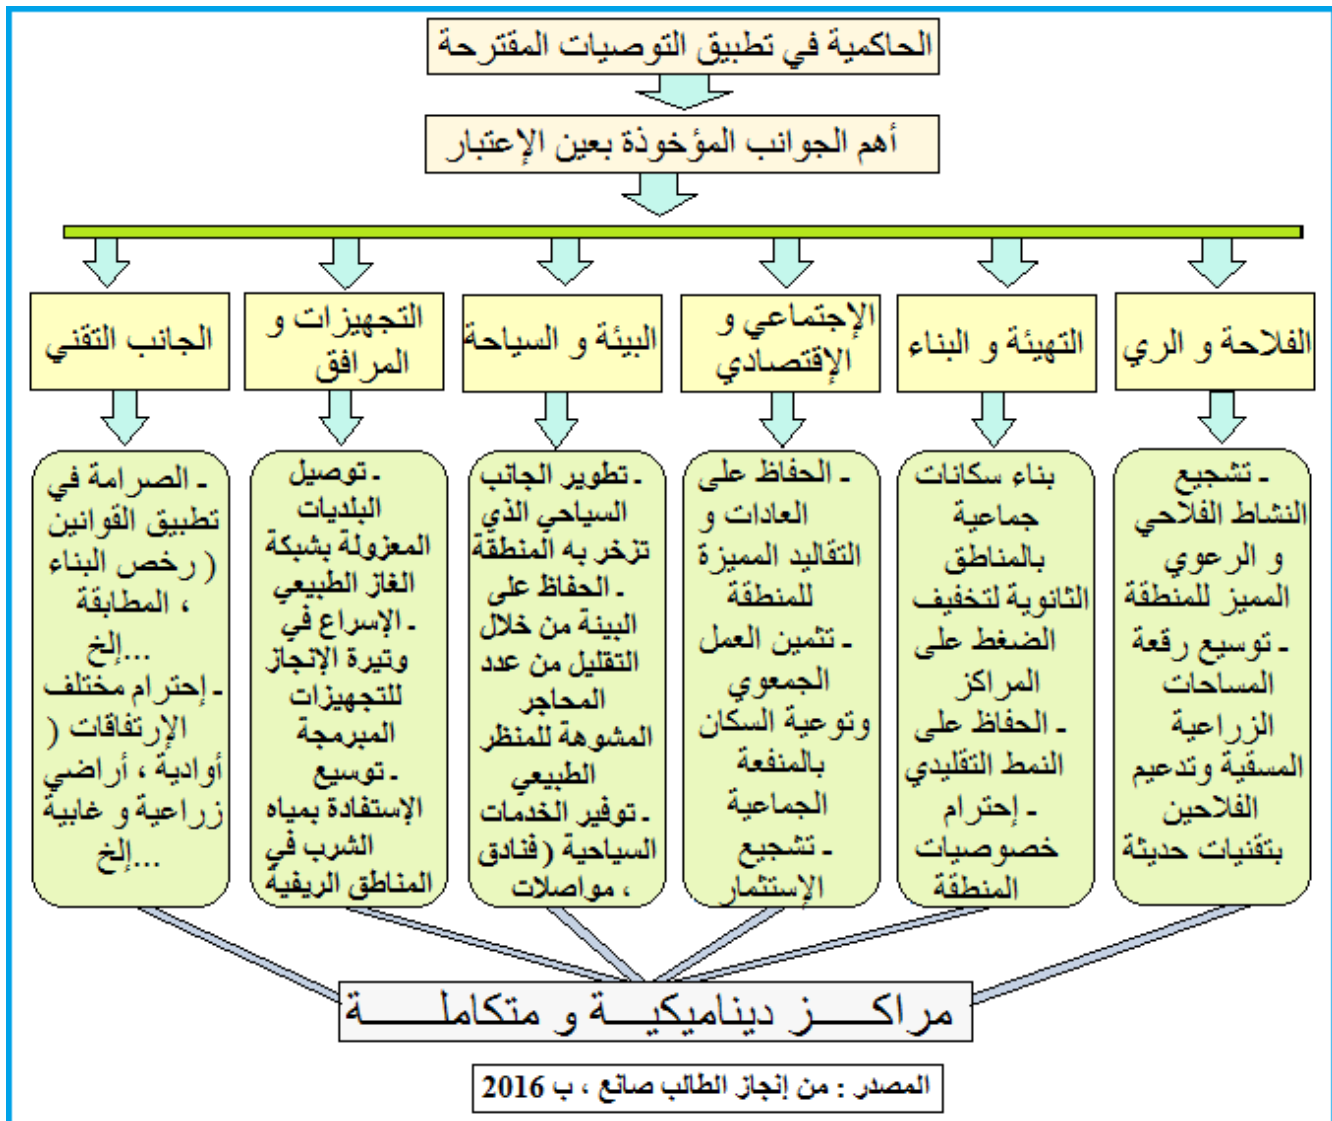 الحاكمية في تطبيق التوصيات المقترحة
أهم الجوانب المؤخوذة بعين الإعتبار
الفلاحة و الري
التهيئة و البناء
الإجتماعي و
الإقتصادي
البيئة و السياحة
التجهيزات و
المرافق
الجانب التقني
ـ تشجيع
النشاط الفلاحي
و الرعوي
المميز للمنطقة
ـ توسيع رقعة
المساحات
الزراعية
المسقية وتدعيم
الفلاحين
بتقنيات حديثة
بناء سكانات
جماعية
بالمناطق
الثانوية لتخفيف
الضغط على
المراكز
ـ الحفاظ على
النمط التقليدي
ـ إحترام
خصوصيات
المنطقة
ـ الحفاظ على
العادات و
التقاليد المميزة
للمنطقة
ـ تثمين العمل
الجمعوي
وتوعية السكان
بالمنفعة
الجماعية
ـ تشجيع
الإستثمار
ـ تطوير الجانب
السياحي الذي
تزخر به المنطقة
ـ الحفاظ على
البيئة من خلال
التقليل من عدد
المحاجر
المشوهة للمنظر
الطبيعي
ـ توفير الخدمات
السياحية ( فنادق
، مواصلات
ـ توصيل
البلديات
المعزولة بشبكة
الغاز الطبيعي
ـ الإسراع في
وتيرة الإنجاز
للتجهيزات
المبرمجة
ـ توسيع
الإستفادة بمياه
الشرب في
المناطق الريفية
ـ الصرامة في
تطبيق القوانين
( رخص البناء
، المطابقة
...إلخ
ـ إحترام مختلف
الإرتفاقات (
أوادية ، أراضي
زراعية و غابية
...إلخ
مراكـــــز ديناميكيـــة و متكاملـــــة
المصدر : من إنجاز الطالب صانع ، ب 2016